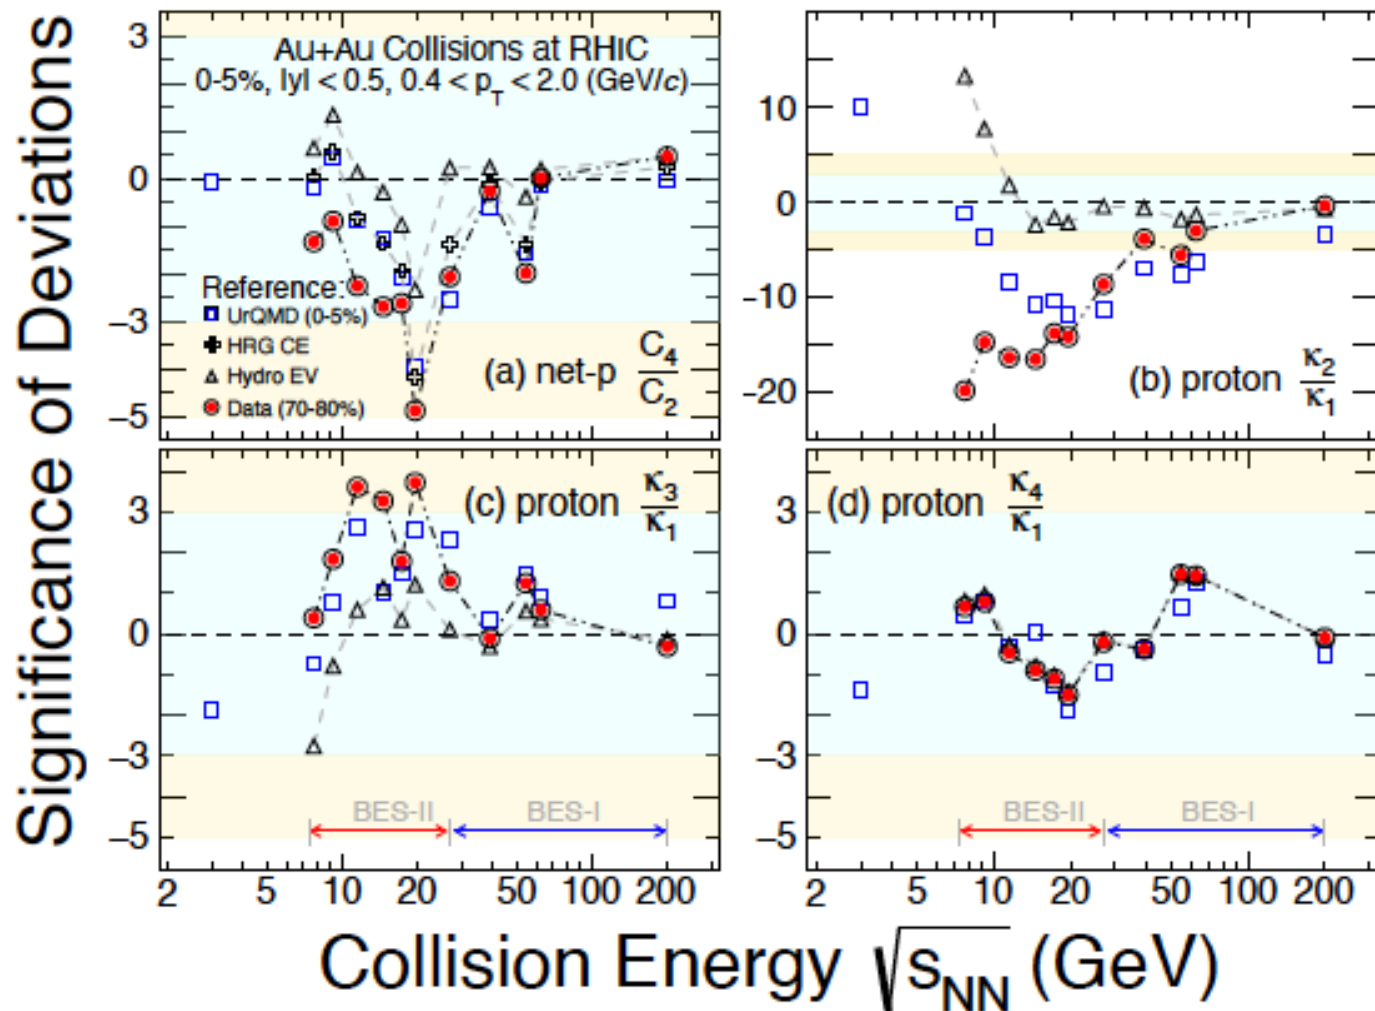 Significance of Deviations
3
0
−3
−5
Au+Au Collisions at RHIC
0-5%, |y| < 0.5, 0.4 < p_T < 2.0 (GeV/c)
Reference:
UrQMD (0-5%)
HRG CE
Hydro EV
Data (70-80%)
(a) net-p C₄/C₂
10
0
-10
-20
(b) proton κ₂/κ₁
3
0
−3
−5
(c) proton κ₃/κ₁
BES-II
BES-I
2 5 10 20 50 100 200
3
0
−3
−5
(d) proton κ₄/κ₁
BES-II
BES-I
2 5 10 20 50 100 200
Collision Energy √s_NN (GeV)